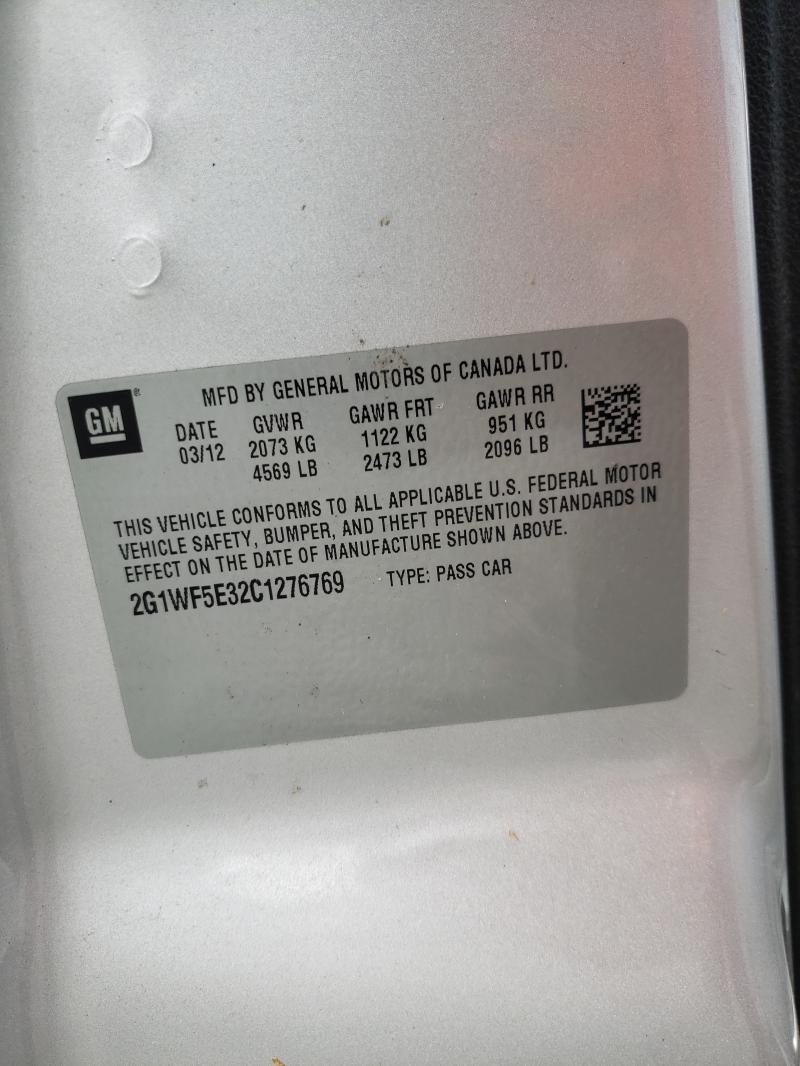 GM
MFD BY GENERAL MOTORS OF CANADA LTD.
DATE GVWR GAWR FRT GAWR RR
03/12 2073 KG 1122 KG 951 KG
4569 LB 2473 LB 2096 LB
THIS VEHICLE CONFORMS TO ALL APPLICABLE U.S. FEDERAL MOTOR
VEHICLE SAFETY, BUMPER, AND THEFT PREVENTION STANDARDS IN
EFFECT ON THE DATE OF MANUFACTURE SHOWN ABOVE.
2G1WF5E32C1276769 TYPE: PASS CAR